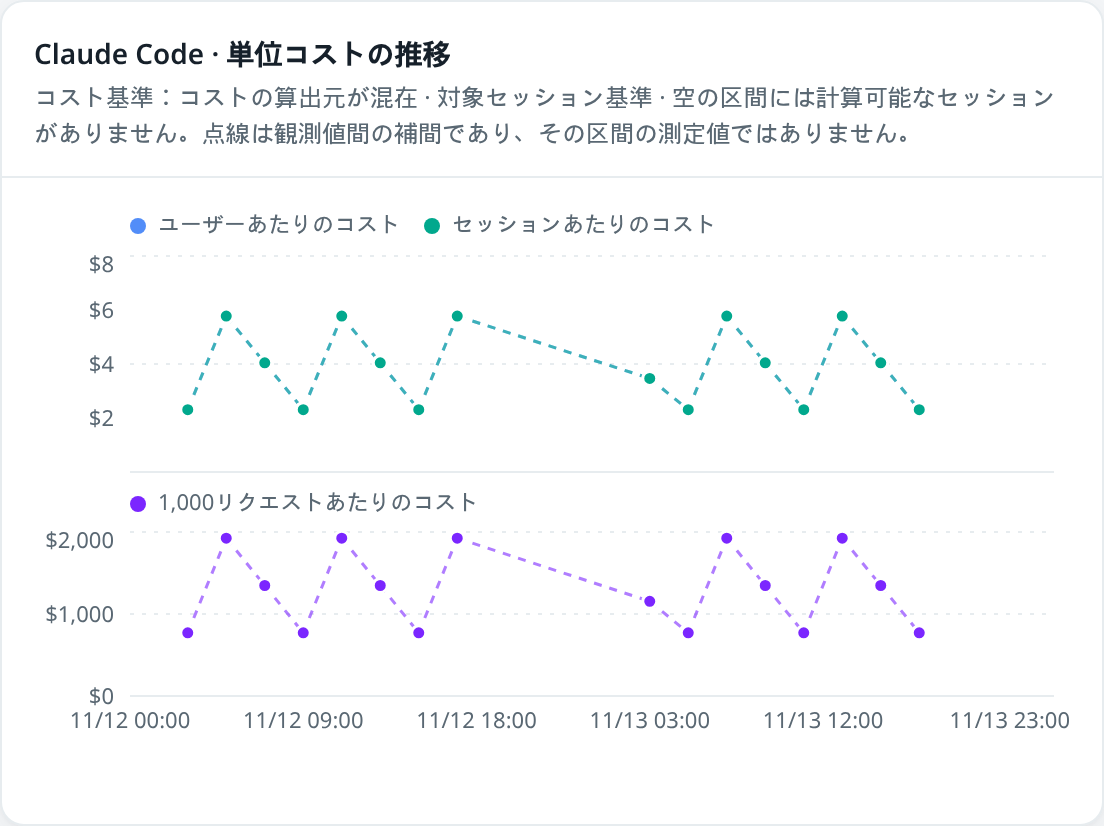 Claude Code · 単位コストの推移
コスト基準：コストの算出元が混在 · 対象セッション基準 · 空の区間には計算可能なセッション
がありません。点線は観測値間の補間であり、その区間の測定値ではありません。
ユーザーあたりのコスト セッションあたりのコスト
$8
$6
$4
$2
1,000リクエストあたりのコスト
$2,000
$1,000
$0
11/12 00:00 11/12 09:00 11/12 18:00 11/13 03:00 11/13 12:00 11/13 23:00